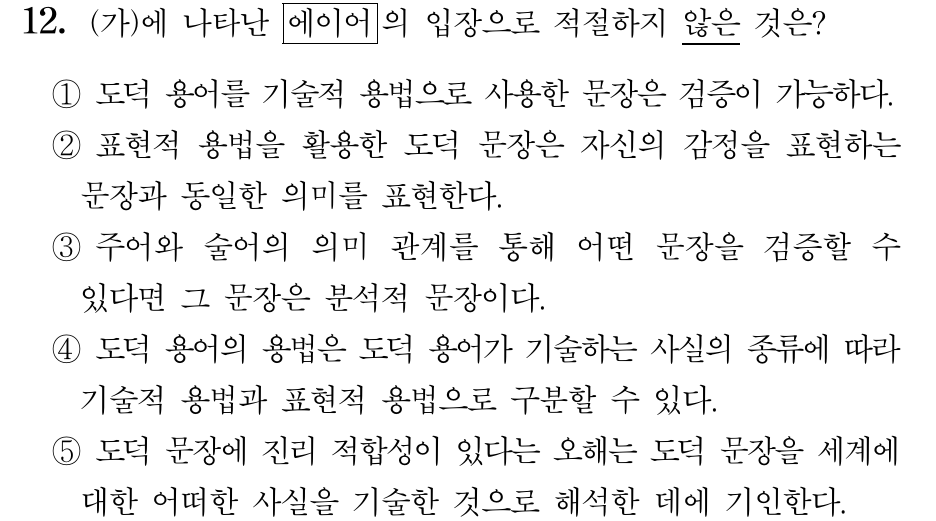 12. (가)에 나타난 에이어의 입장으로 적절하지 않은 것은?
① 도덕 용어를 기술적 용법으로 사용한 문장은 검증이 가능하다.
② 표현적 용법을 활용한 도덕 문장은 자신의 감정을 표현하는
문장과 동일한 의미를 표현한다.
③ 주어와 술어의 의미 관계를 통해 어떤 문장을 검증할 수
있다면 그 문장은 분석적 문장이다.
④ 도덕 용어의 용법은 도덕 용어가 기술하는 사실의 종류에 따라
기술적 용법과 표현적 용법으로 구분할 수 있다.
⑤ 도덕 문장에 진리 적합성이 있다는 오해는 도덕 문장을 세계에
대한 어떠한 사실을 기술한 것으로 해석한 데에 기인한다.